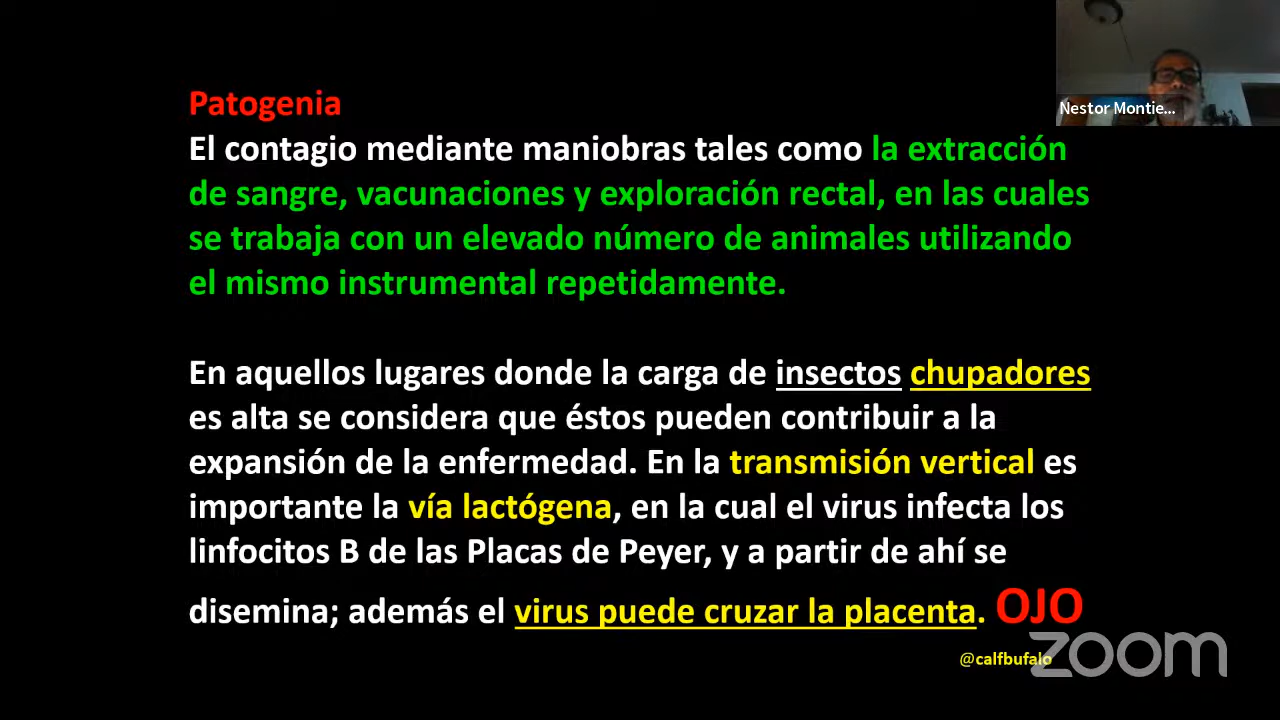 Patogenia
El contagio mediante maniobras tales como la extracción
de sangre, vacunaciones y exploración rectal, en las cuales
se trabaja con un elevado número de animales utilizando
el mismo instrumental repetidamente.
En aquellos lugares donde la carga de insectos chupadores
es alta se considera que éstos pueden contribuir a la
expansión de la enfermedad. En la transmisión vertical es
importante la vía lactógena, en la cual el virus infecta los
linfocitos B de las Placas de Peyer, y a partir de ahí se
disemina; además el virus puede cruzar la placenta. OJO
@calfbufalo
zoom
Nestor Montie...